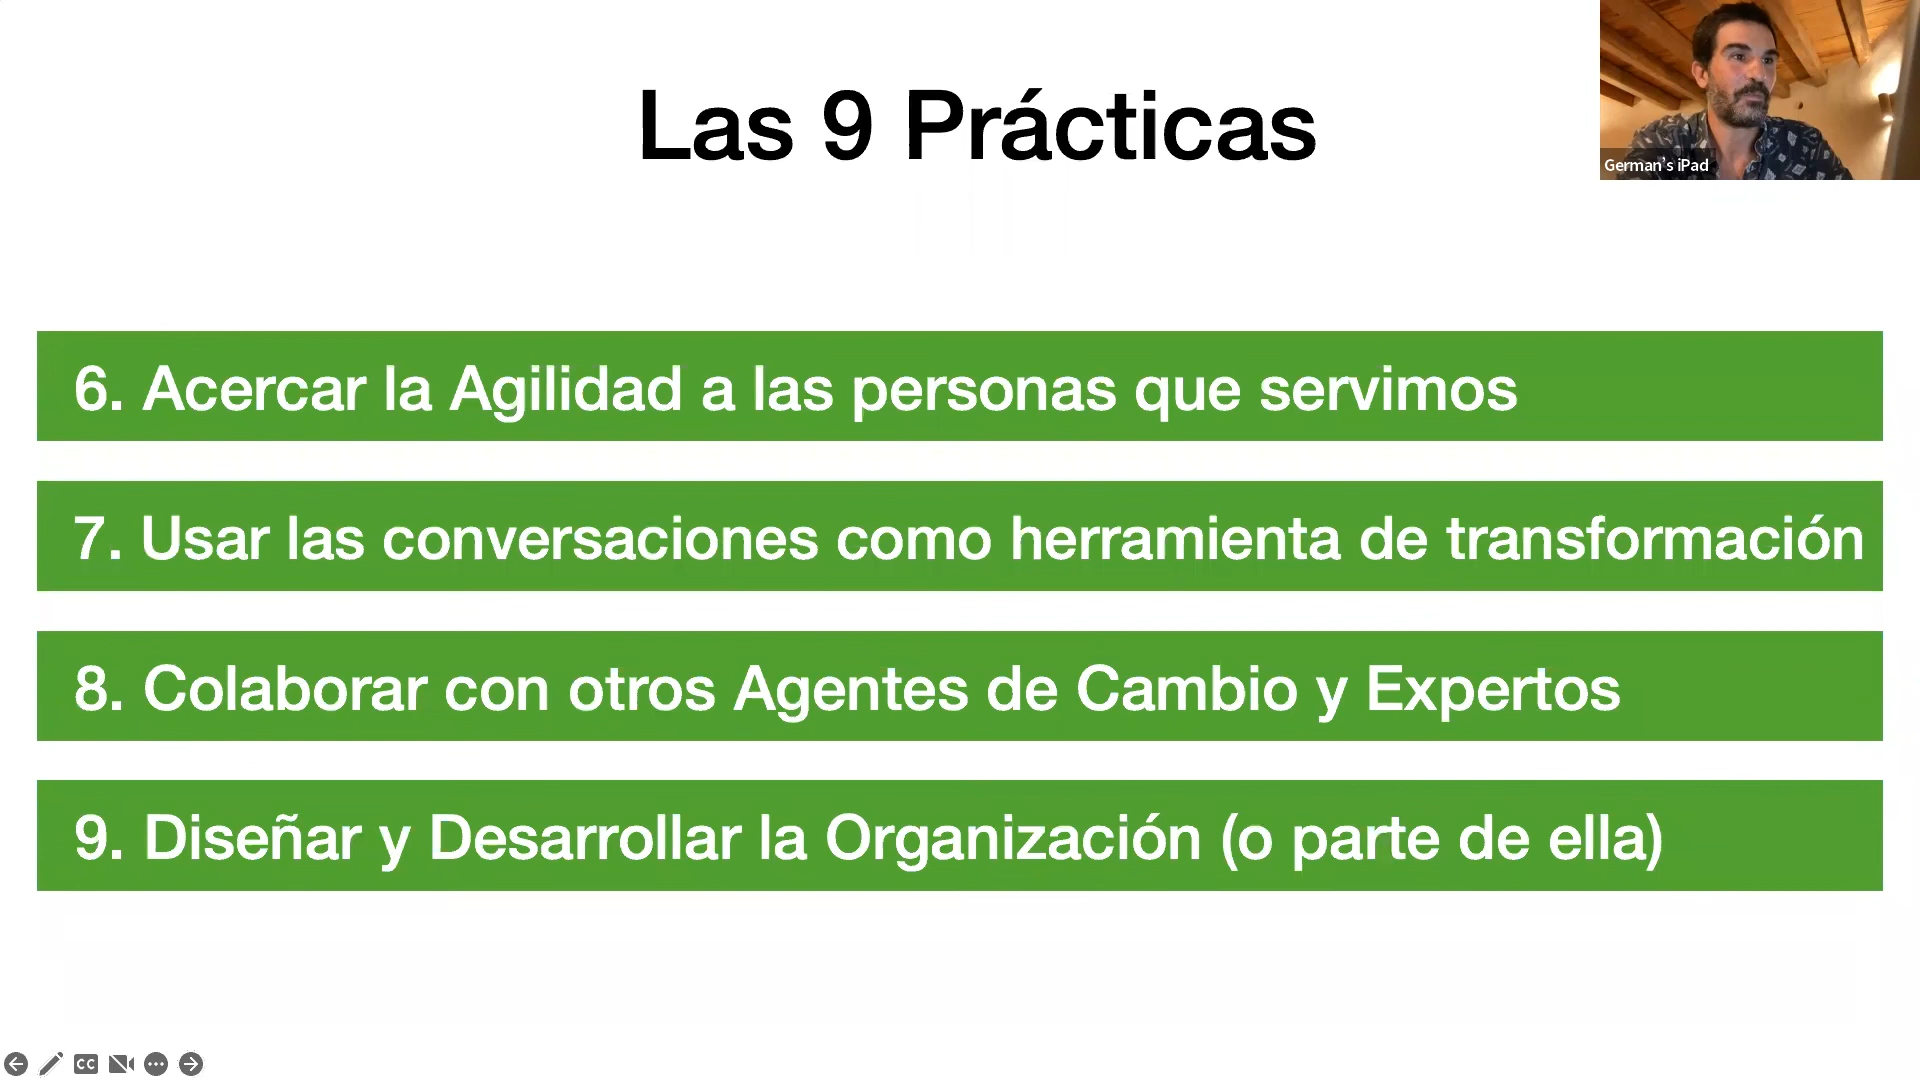 Las 9 Prácticas
German's iPad
6. Acercar la Agilidad a las personas que servimos
7. Usar las conversaciones como herramienta de transformación
8. Colaborar con otros Agentes de Cambio y Expertos
9. Diseñar y Desarrollar la Organización (o parte de ella)
CC